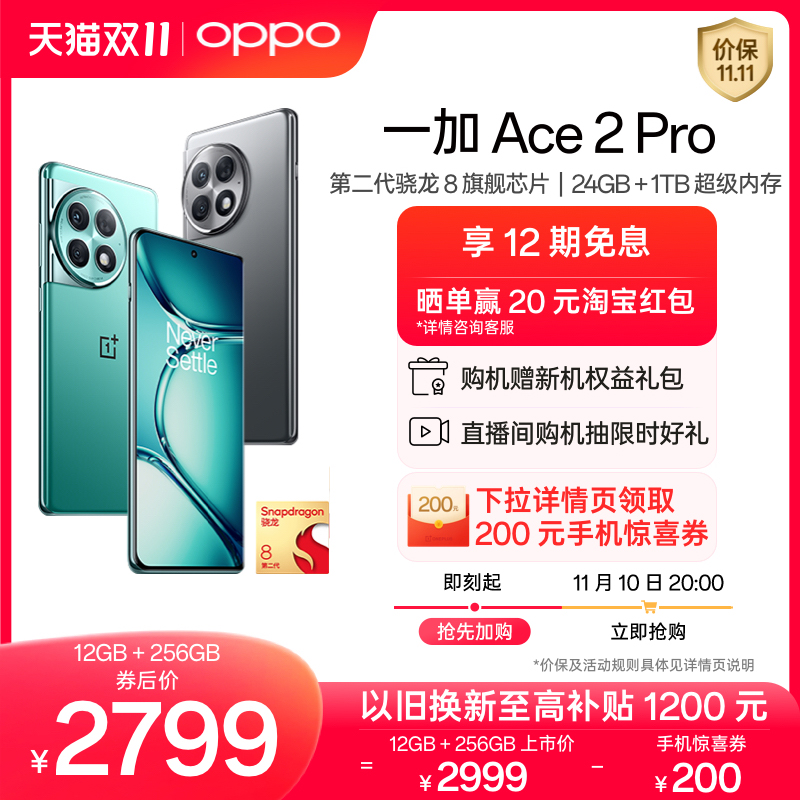 天猫双11 oppo
价保
11.11
一加 Ace 2 Pro
第二代骁龙 8 旗舰芯片 | 24GB + 1TB 超级内存
享 12 期免息
晒单赢 20 元淘宝红包
*详情咨询客服
购机赠新机权益礼包
直播间购机抽限时好礼
200元
下拉详情页领取
200 元手机惊喜券
Never
Settle
1+
Snapdragon
骁龙
8
第二代
即刻起
11 月 10 日 20:00
抢先加购
立即抢购
*价保及活动规则具体见详情页说明
12GB + 256GB
券后价
¥2799
以旧换新至高补贴 1200 元
12GB + 256GB 上市价
手机惊喜券
= ¥2999 − ¥200